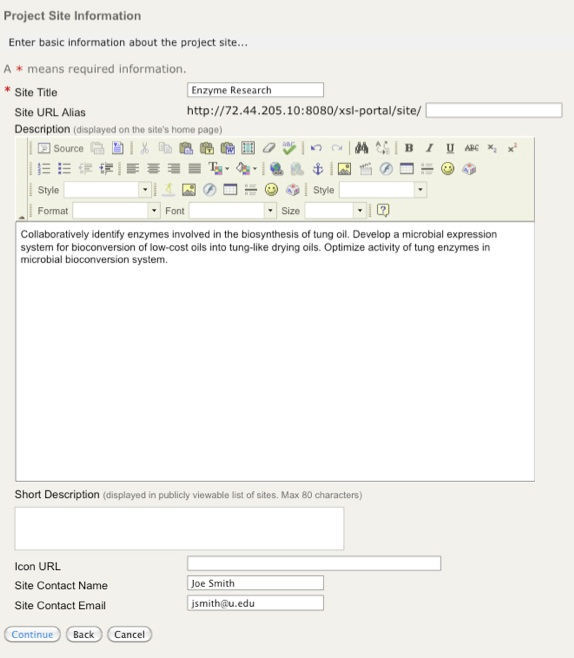 Project Site Information
Enter basic information about the project site...
A * means required information.
* Site Title Enzyme Research
Site URL Alias http://72.44.205.10:8080/xsl-portal/site/
Description (displayed on the site's home page)
Source B I U ABC x₂ x²
Style Style
Format Font Size
Collaboratively identify enzymes involved in the biosynthesis of tung oil. Develop a microbial expression
system for bioconversion of low-cost oils into tung-like drying oils. Optimize activity of tung enzymes in
microbial bioconversion system.
Short Description (displayed in publicly viewable list of sites. Max 80 characters)
Icon URL
Site Contact Name Joe Smith
Site Contact Email jsmith@u.edu
Continue Back Cancel